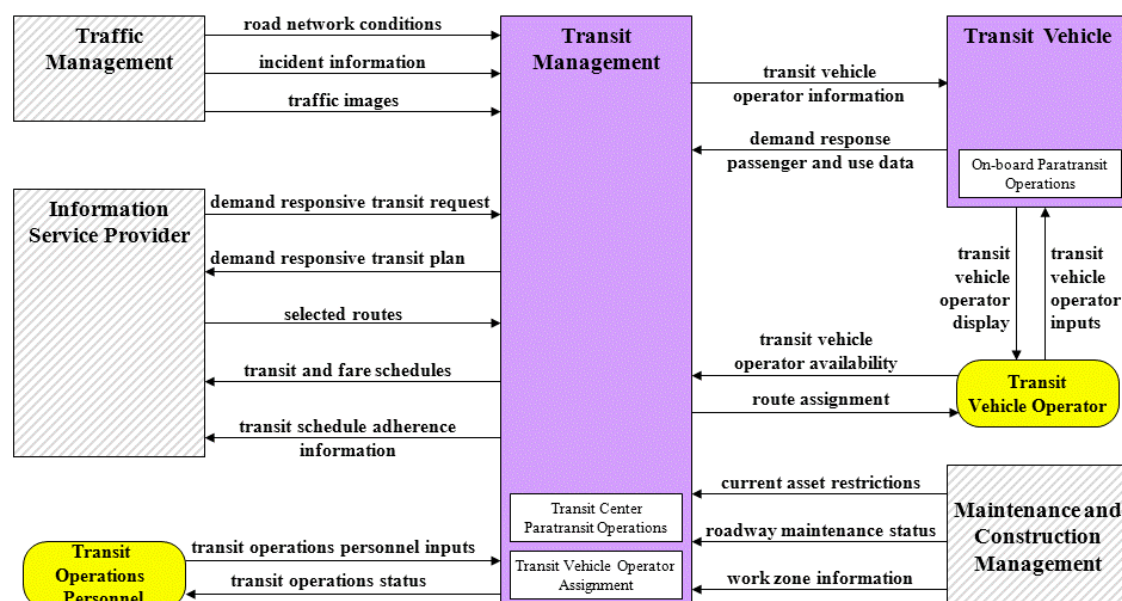 Traffic
Management
road network conditions
incident information
traffic images
Transit
Management
Transit Vehicle
transit vehicle
operator information
demand response
passenger and use data
On-board Paratransit
Operations
Information
Service Provider
demand responsive transit request
demand responsive transit plan
selected routes
transit and fare schedules
transit schedule adherence
information
transit
vehicle
operator
display
transit
vehicle
operator
inputs
transit vehicle
operator availability
route assignment
Transit
Vehicle Operator
current asset restrictions
roadway maintenance status
work zone information
Maintenance and
Construction
Management
Transit Center
Paratransit Operations
Transit Vehicle Operator
Assignment
transit operations personnel inputs
transit operations status
Transit
Operations
Personnel